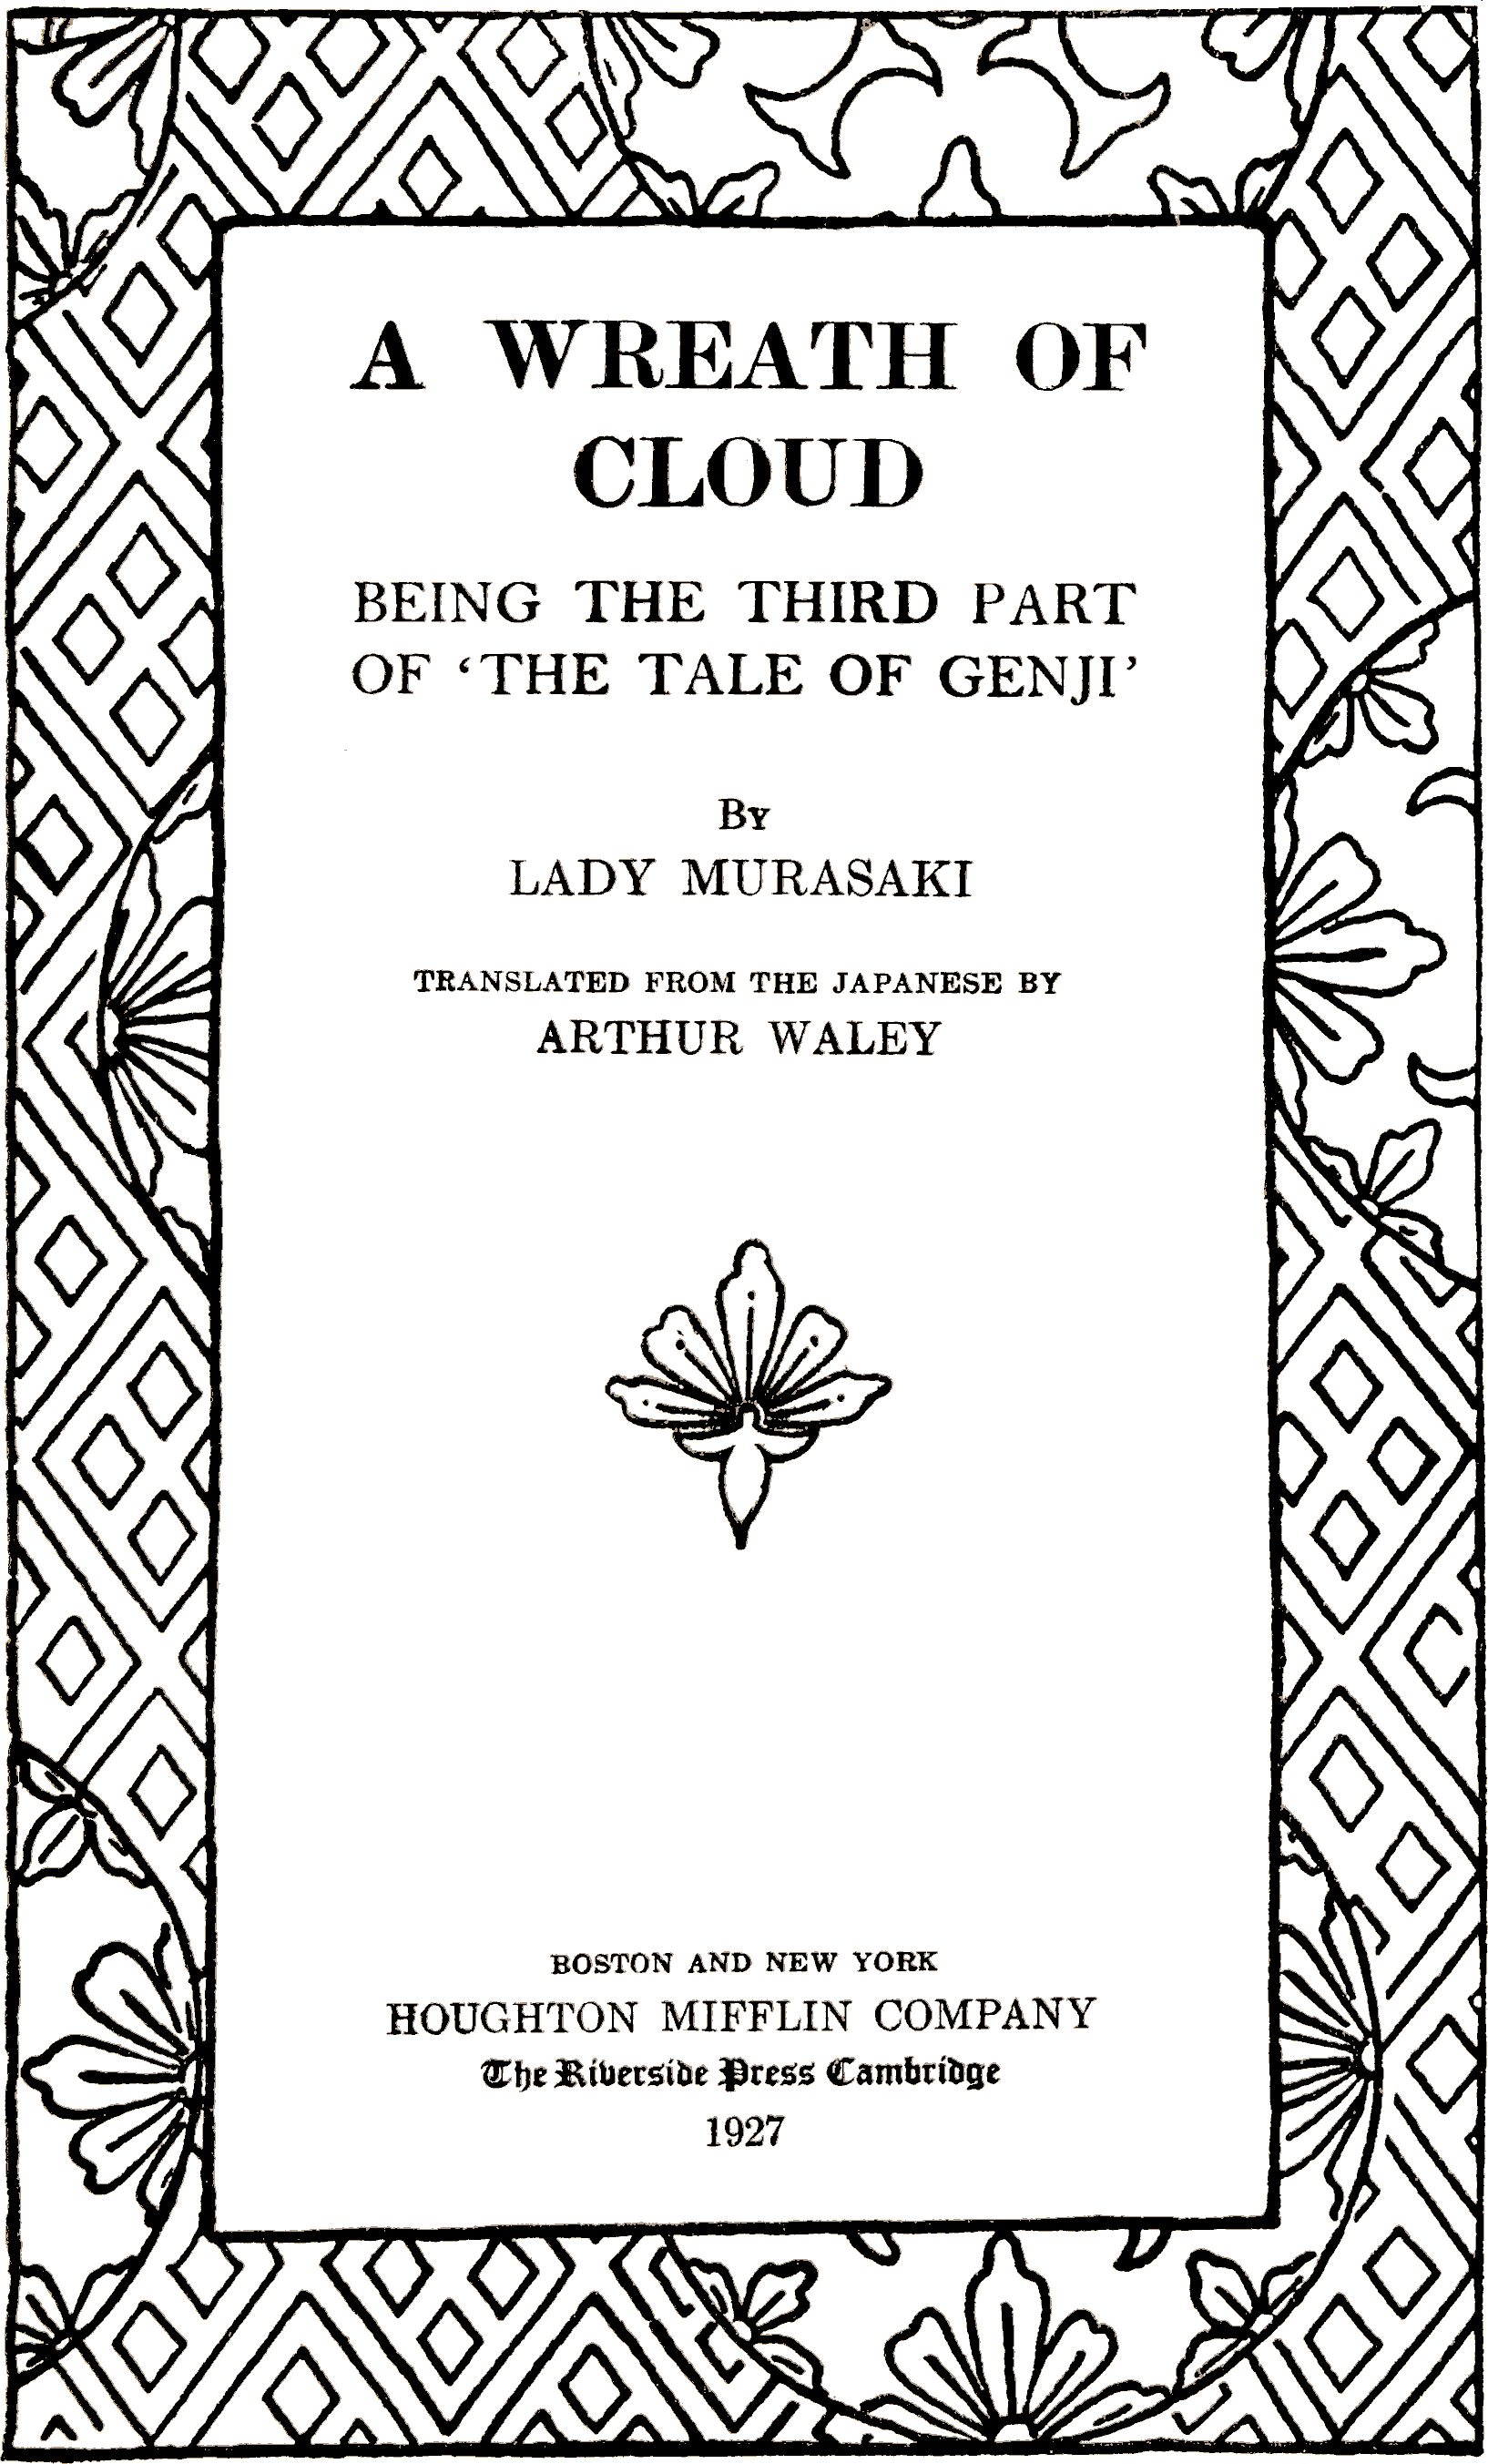 A WREATH OF
CLOUD
BEING THE THIRD PART
OF ‘THE TALE OF GENJI’
BY
LADY MURASAKI
TRANSLATED FROM THE JAPANESE BY
ARTHUR WALEY
BOSTON AND NEW YORK
HOUGHTON MIFFLIN COMPANY
The Riverside Press Cambridge
1927